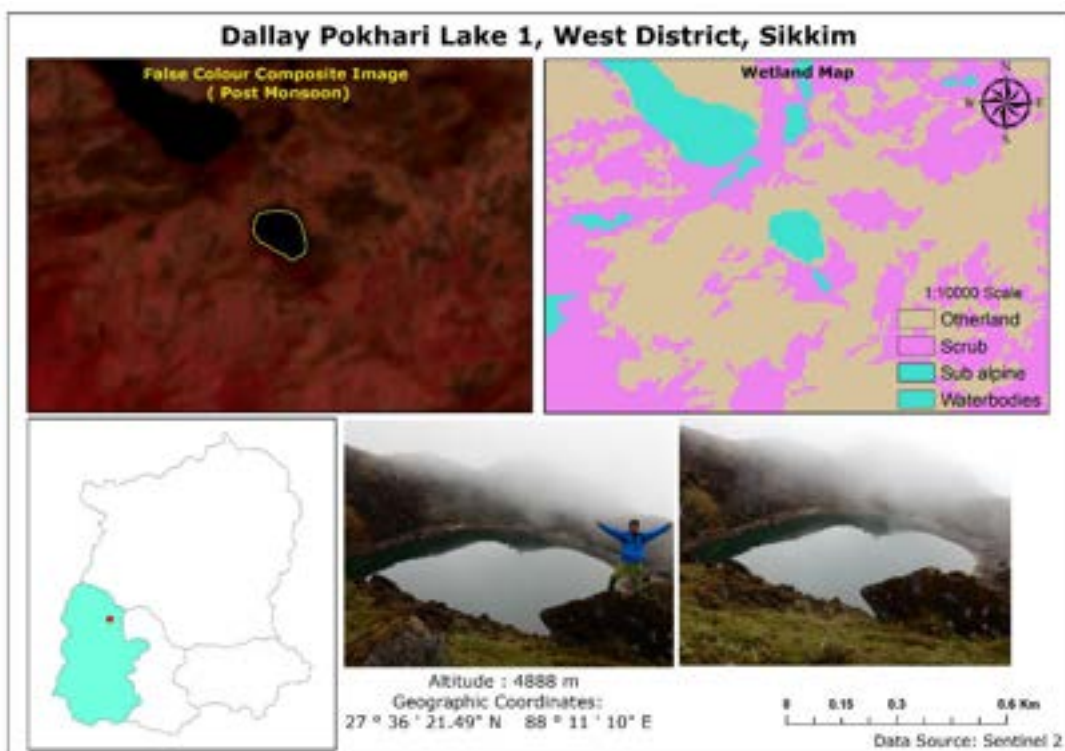 Dallay Pokhari Lake 1, West District, Sikkim
False Colour Composite Image
( Post Monsoon)
Wetland Map
N
W
E
S
1:10000 Scale
Otherland
Scrub
Sub alpine
Waterbodies
Altitude : 4888 m
Geographic Coordinates:
27 ° 36 ' 21.49" N 88 ° 11 ' 10" E
0 0.15 0.3 0.6 Km
Data Source: Sentinel 2